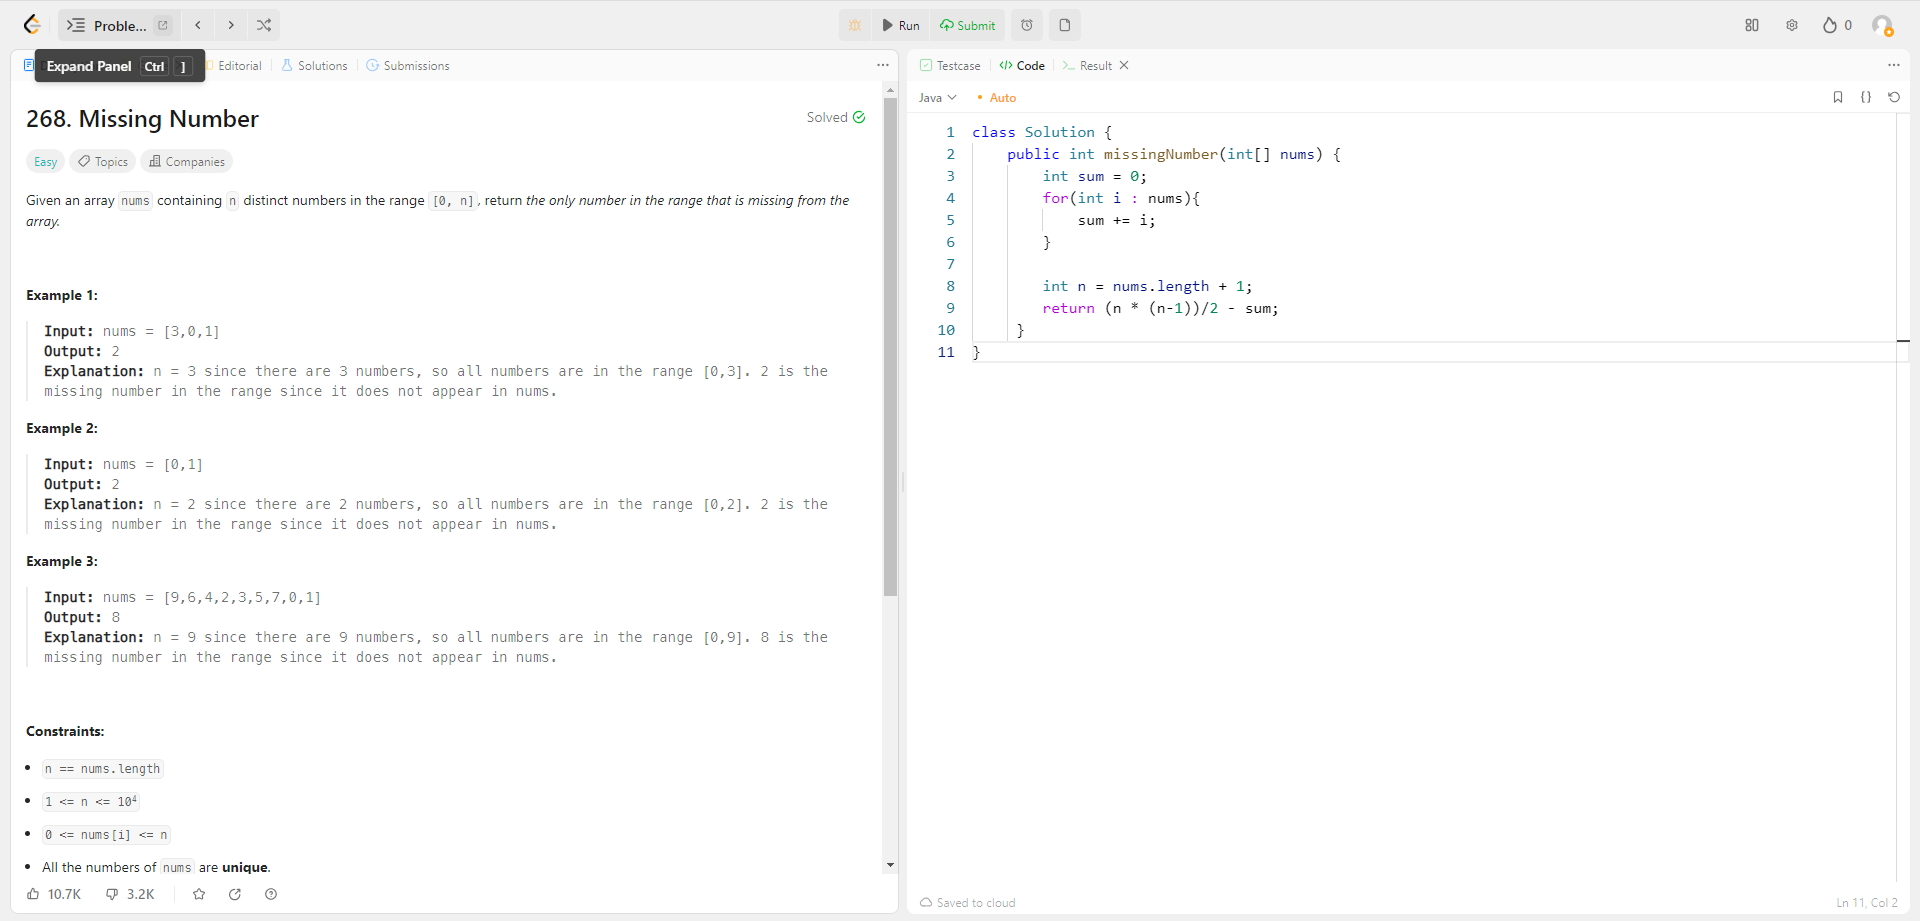 Proble...
Run
Submit
0
Expand Panel Ctrl ]
Editorial
Solutions
Submissions
268. Missing Number
Solved
Easy
Topics
Companies
Given an array nums containing n distinct numbers in the range [0, n], return the only number in the range that is missing from the
array.
Example 1:
Input: nums = [3,0,1]
Output: 2
Explanation: n = 3 since there are 3 numbers, so all numbers are in the range [0,3]. 2 is the
missing number in the range since it does not appear in nums.
Example 2:
Input: nums = [0,1]
Output: 2
Explanation: n = 2 since there are 2 numbers, so all numbers are in the range [0,2]. 2 is the
missing number in the range since it does not appear in nums.
Example 3:
Input: nums = [9,6,4,2,3,5,7,0,1]
Output: 8
Explanation: n = 9 since there are 9 numbers, so all numbers are in the range [0,9]. 8 is the
missing number in the range since it does not appear in nums.
Constraints:
n == nums.length
1 <= n <= 10⁴
0 <= nums[i] <= n
All the numbers of nums are unique.
10.7K
3.2K
Testcase
</> Code
>_ Result
Java
• Auto
{}
1 class Solution {
2     public int missingNumber(int[] nums) {
3         int sum = 0;
4         for(int i : nums){
5             sum += i;
6         }
7
8         int n = nums.length + 1;
9         return (n * (n-1))/2 - sum;
10      }
11 }
Saved to cloud
Ln 11, Col 2